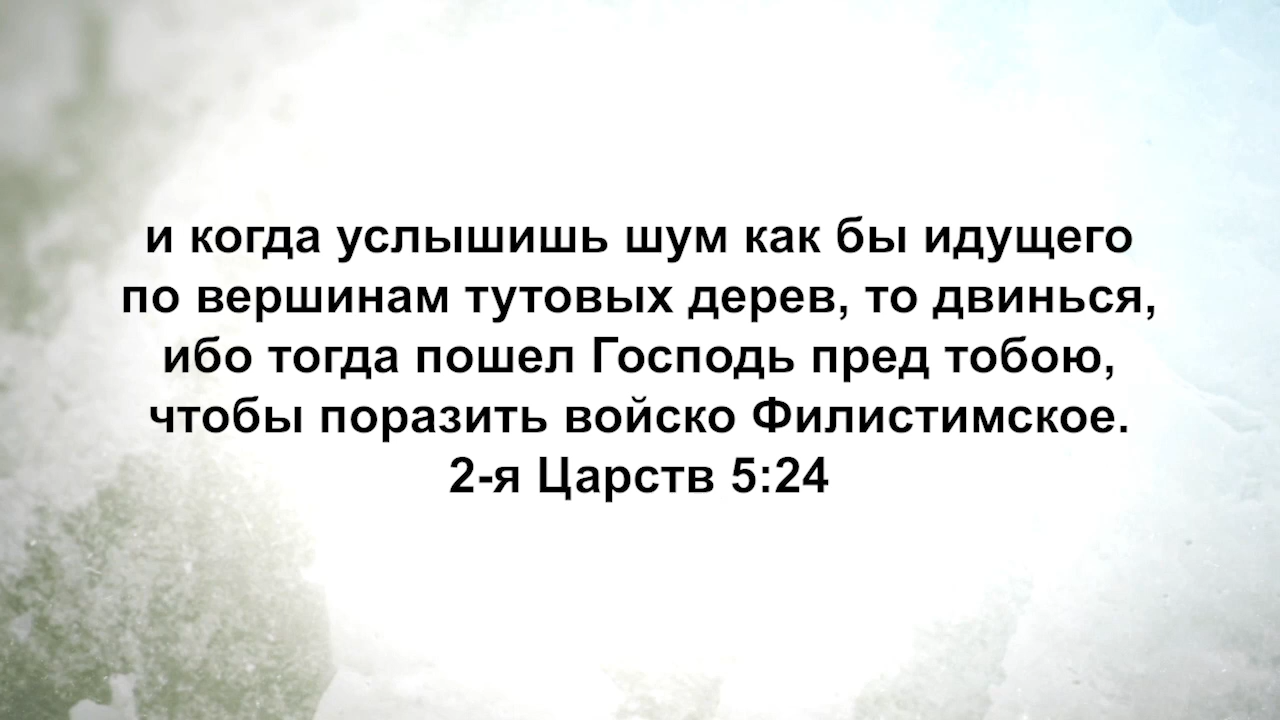 и когда услышишь шум как бы идущего
по вершинам тутовых дерев, то двинься,
ибо тогда пошел Господь пред тобою,
чтобы поразить войско Филистимское.
2-я Царств 5:24